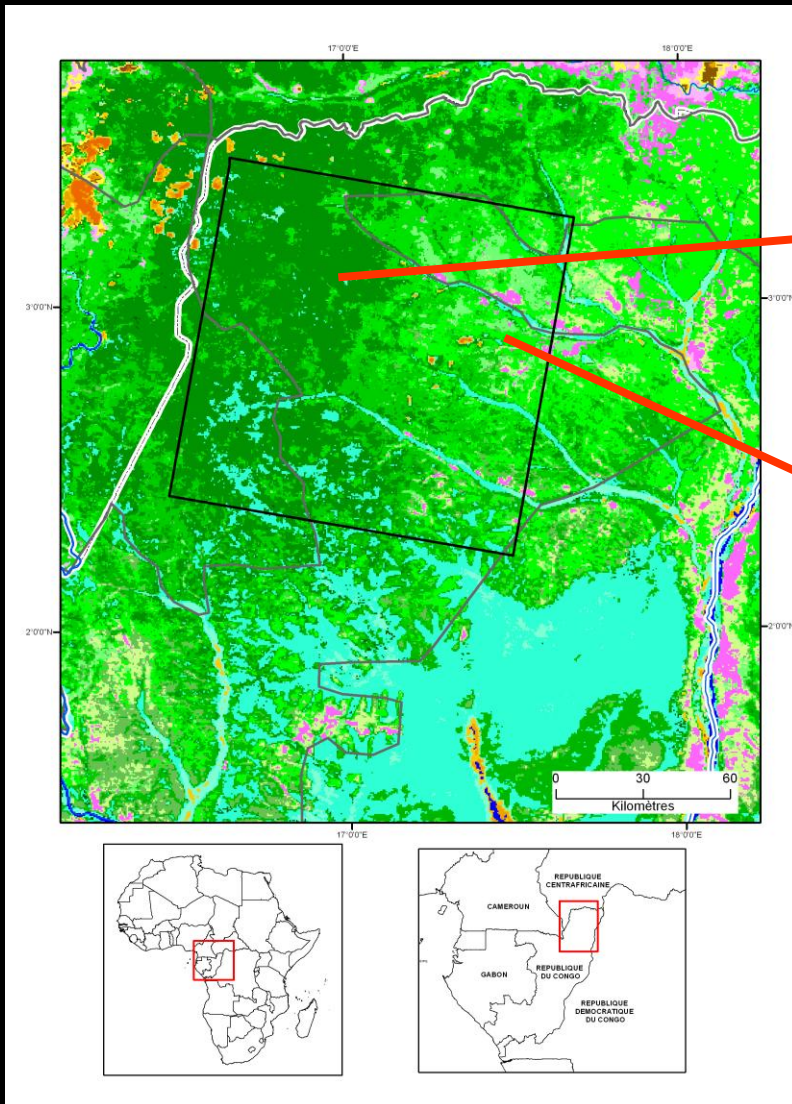 17°0'0"E
18°0'0"E
3°0'0"N
3°0'0"N
2°0'0"N
2°0'0"N
0
30
60
Kilomètres
17°0'0"E
18°0'0"E
REPUBLIQUE
CENTRAFRICAINE
CAMEROUN
GABON
REPUBLIQUE
DU CONGO
REPUBLIQUE
DEMOCRATIQUE
DU CONGO